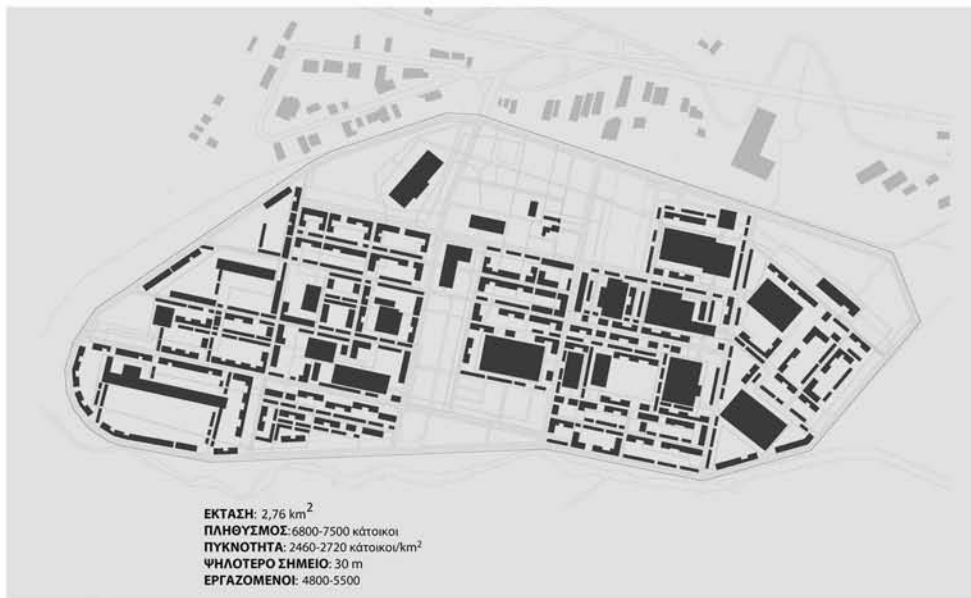 ΕΚΤΑΣΗ: 2,76 km²
ΠΛΗΘΥΣΜΟΣ:6800-7500 κάτοικοι
ΠΥΚΝΟΤΗΤΑ: 2460-2720 κάτοικοι/km²
ΨΗΛΟΤΕΡΟ ΣΗΜΕΙΟ: 30 m
ΕΡΓΑΖΟΜΕΝΟΙ: 4800-5500